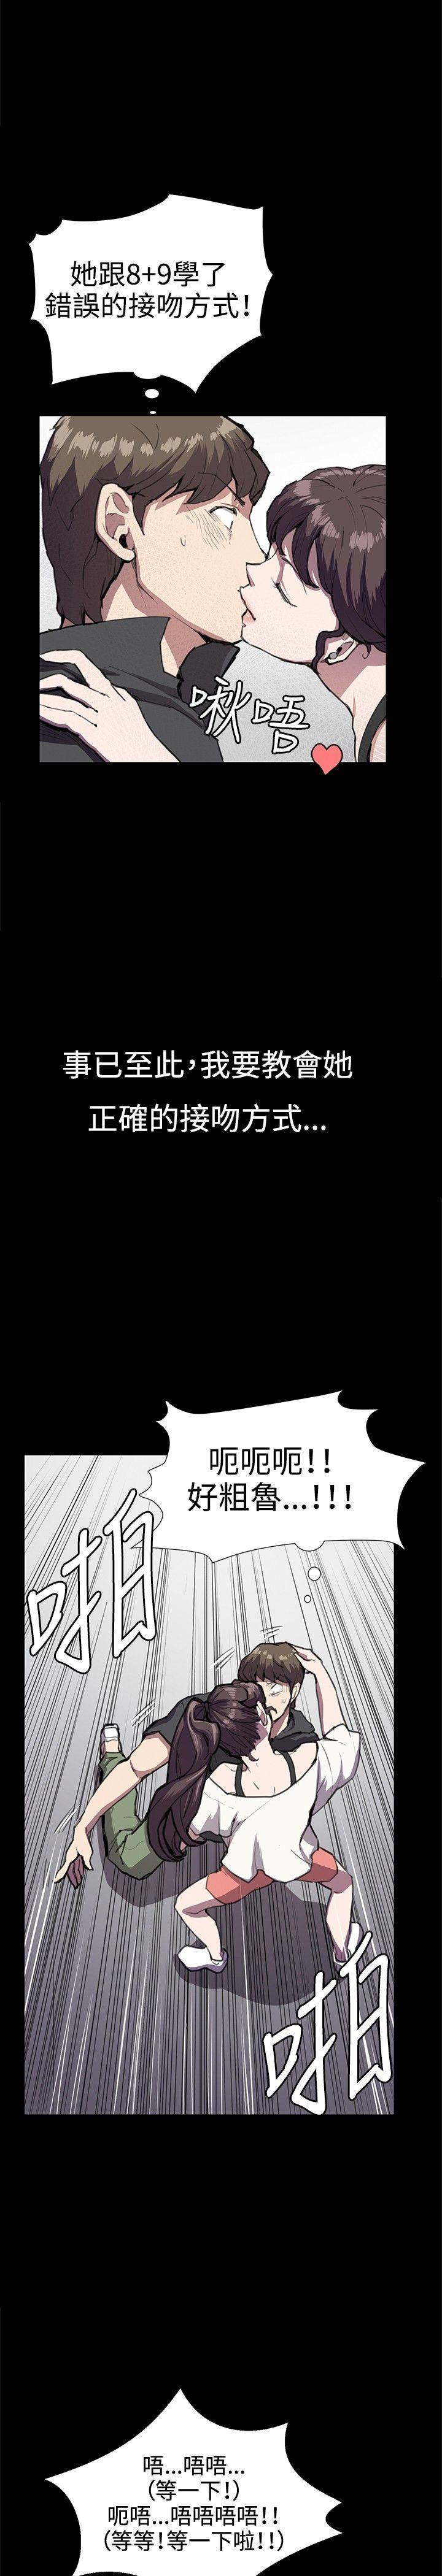 她跟8+9學了
錯誤的接吻方式！
啾唔
事已至此，我要教會她
正確的接吻方式…
呃呃呃！！
好粗魯…！！！
啪
啪
唔…唔唔…
（等一下！）
呃唔…唔唔唔唔！！
（等等！等一下啦！！）